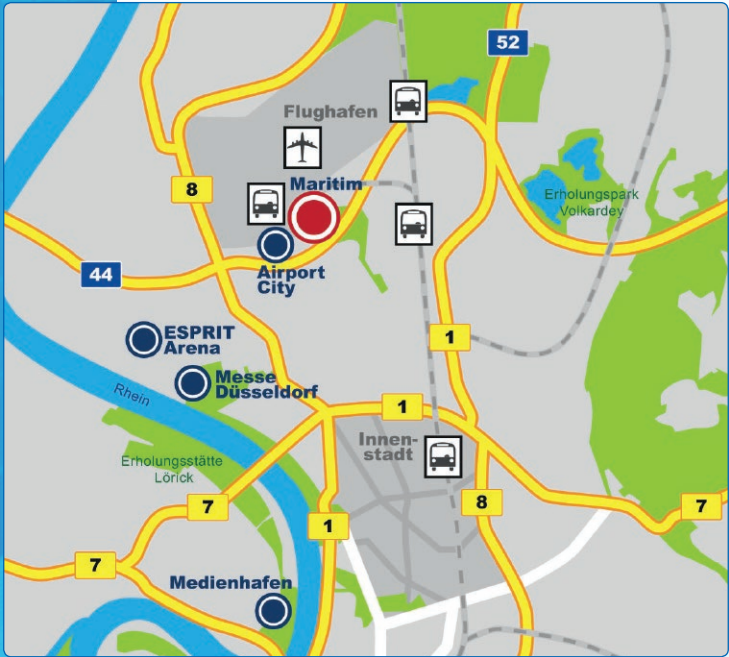 52
Flughafen
8
Maritim
Erholungspark
Volkardey
44
Airport
City
ESPRIT
Arena
1
Messe
Düsseldorf
Rhein
1
Innen-
stadt
Erholungsstätte
Lörick
7
1
8
7
7
Medienhafen